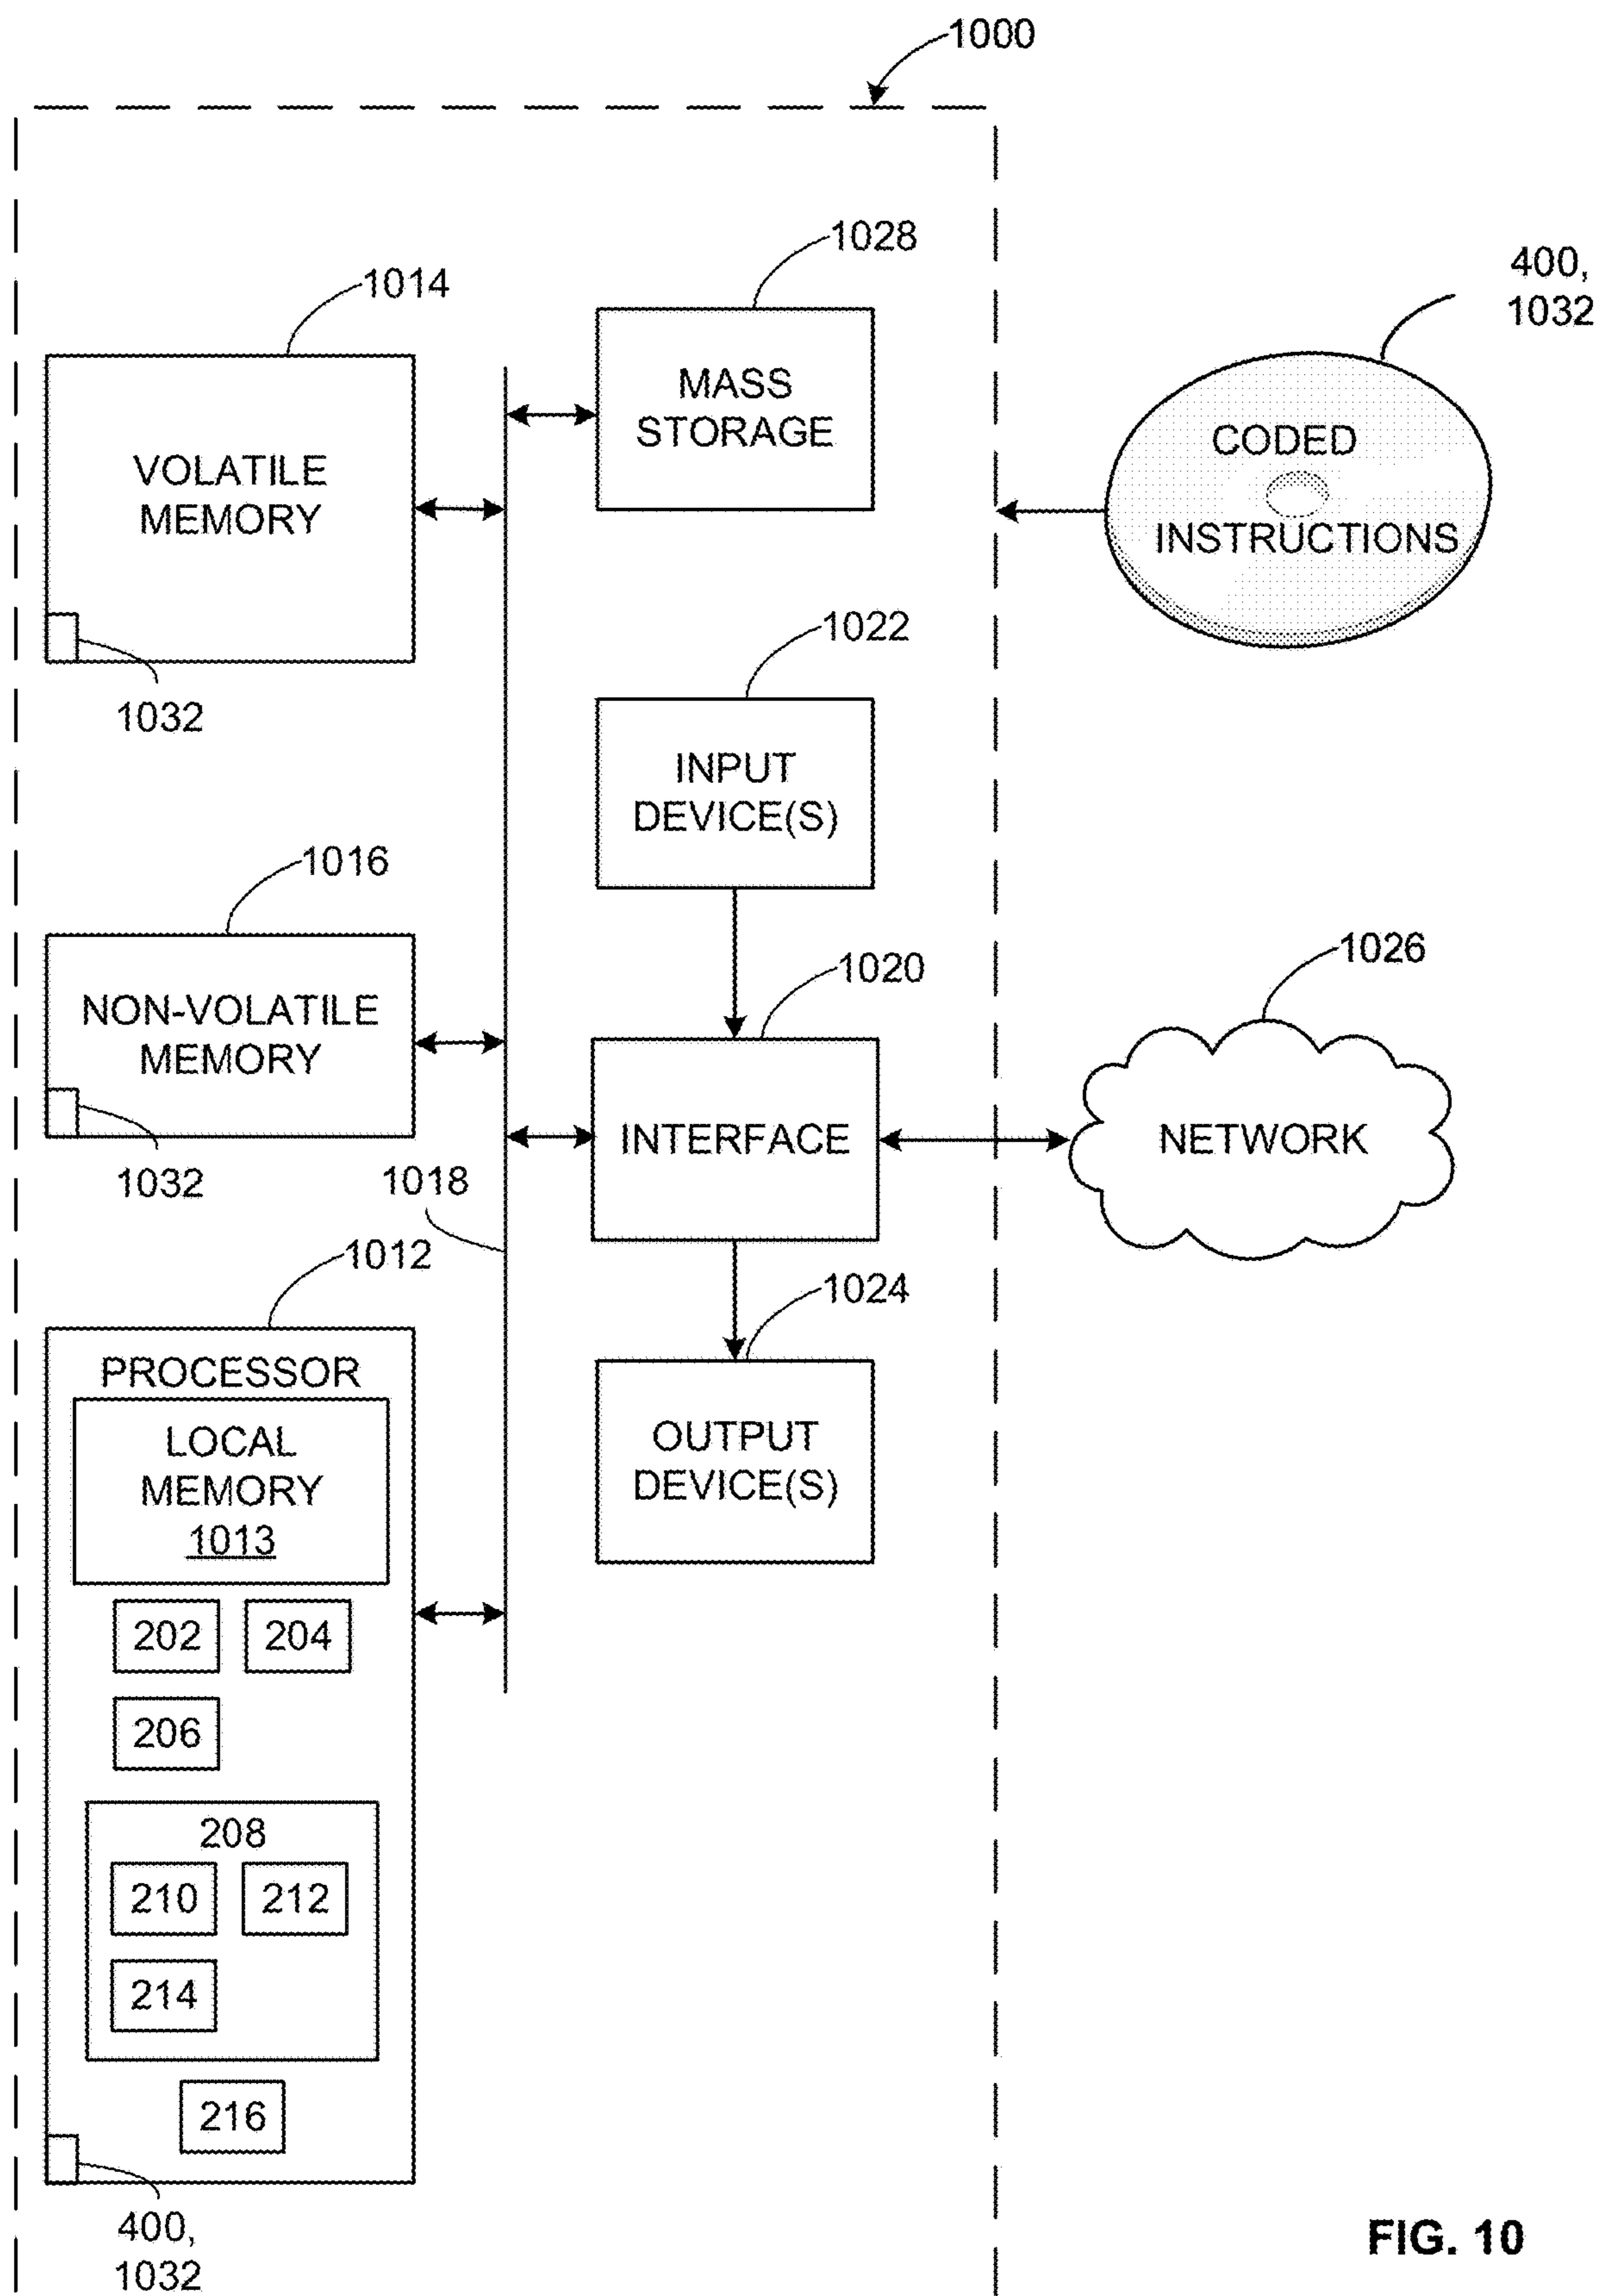 1000
1028
1014
400,
1032
MASS
STORAGE
VOLATILE
MEMORY
CODED
INSTRUCTIONS
1032
1022
INPUT
DEVICE(S)
1016
1020
1026
NON-VOLATILE
MEMORY
INTERFACE
NETWORK
1032
1018
1012
1024
PROCESSOR
LOCAL
MEMORY
1013
OUTPUT
DEVICE(S)
202
204
206
208
210
212
214
216
400,
1032
FIG. 10